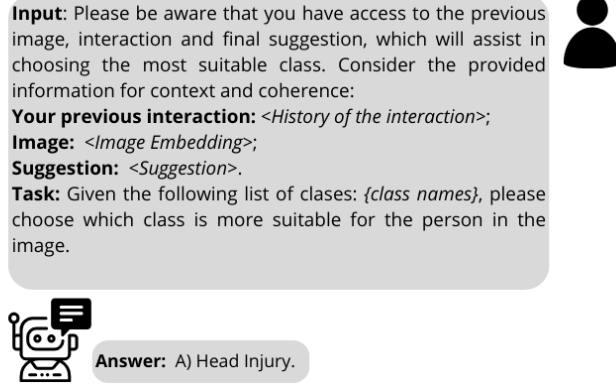 Input: Please be aware that you have access to the previous
image, interaction and final suggestion, which will assist in
choosing the most suitable class. Consider the provided
information for context and coherence:
Your previous interaction: <History of the interaction>;
Image: <Image Embedding>;
Suggestion: <Suggestion>.
Task: Given the following list of clases: {class names}, please
choose which class is more suitable for the person in the
image.
Answer: A) Head Injury.